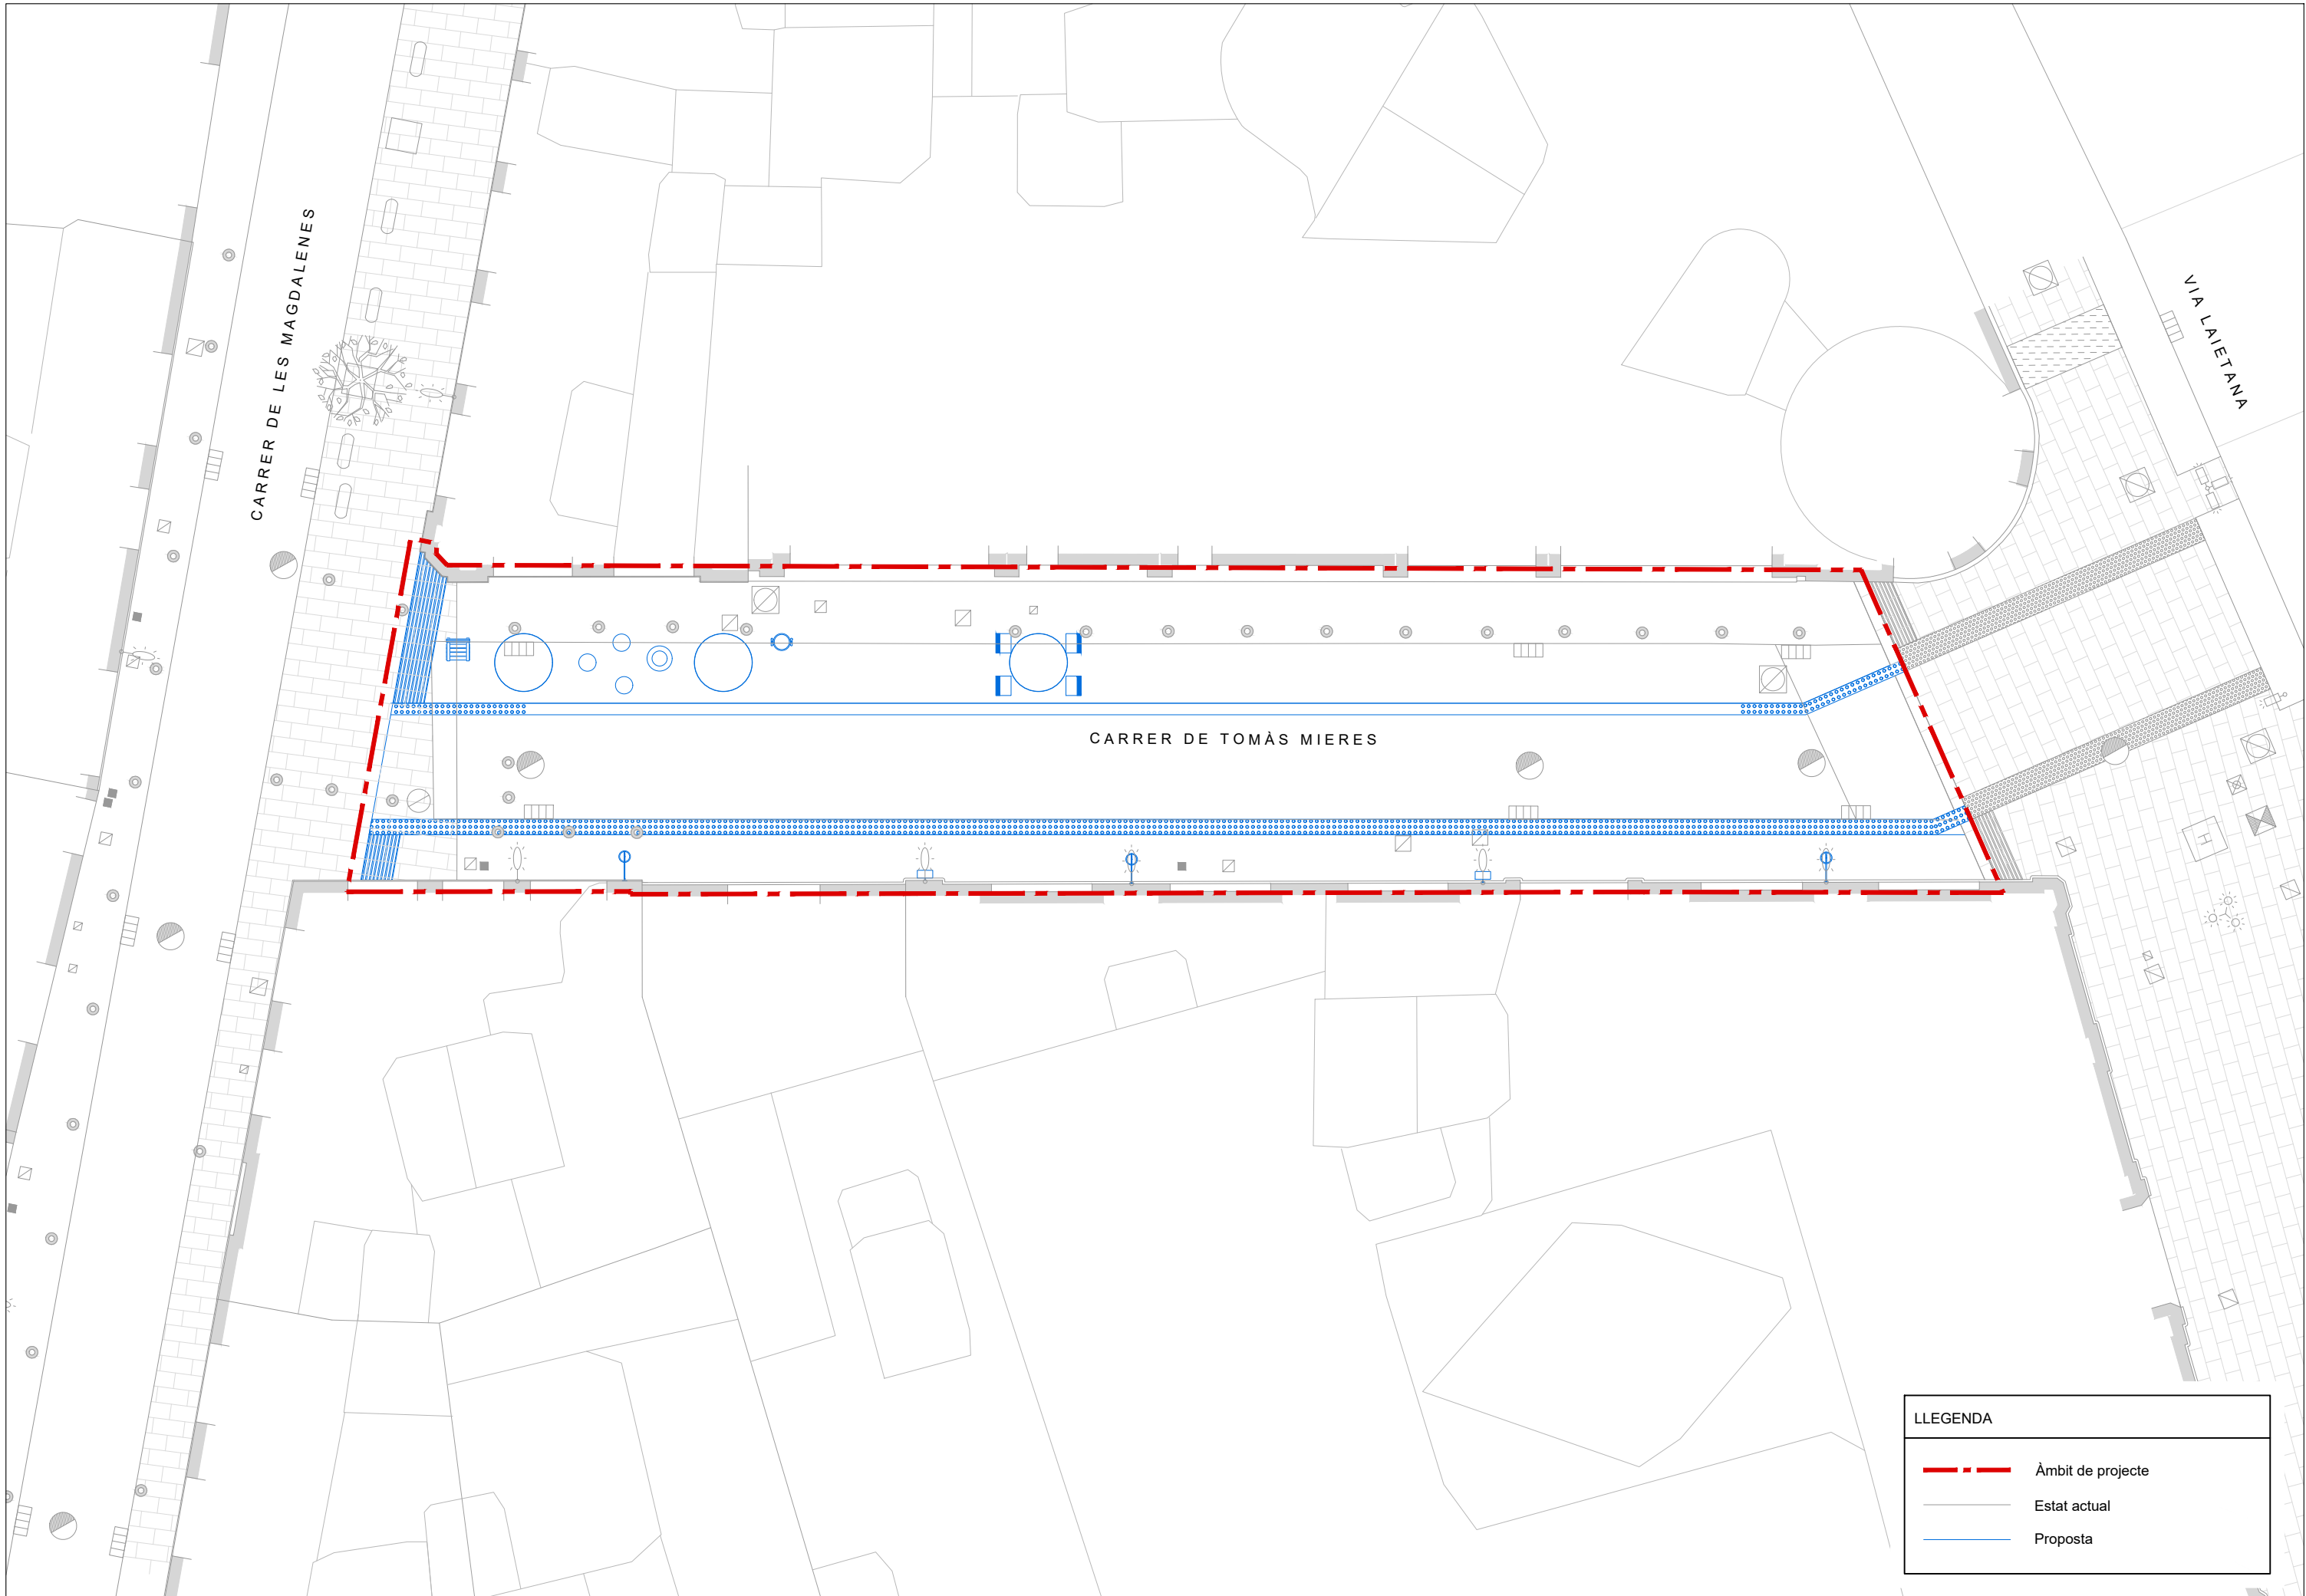 CARRER DE LES MAGDALENES
VIA LAIETANA
CARRER DE TOMÀS MIERES
H
LLEGENDA
Àmbit de projecte
Estat actual
Proposta